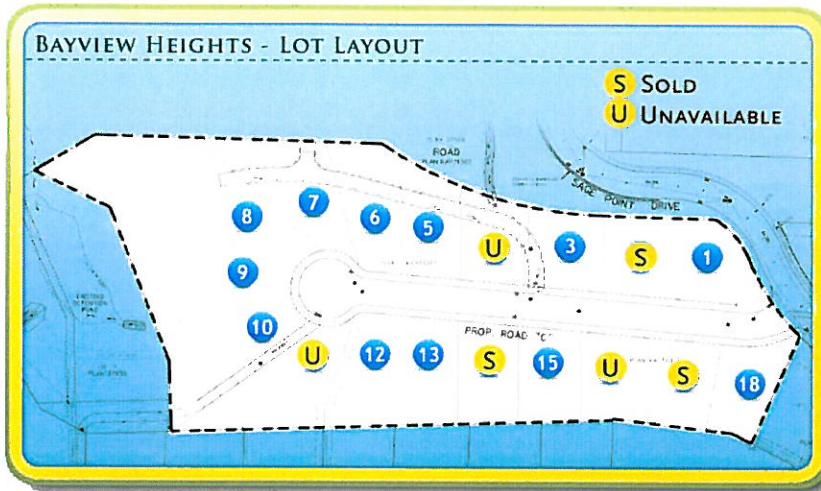 BAYVIEW HEIGHTS - LOT LAYOUT
S SOLD
U UNAVAILABLE
ROAD
SAGE POINT DRIVE
7
8
6
5
U
3
S
1
9
10
PROP. ROAD
U
12
13
S
15
U
S
18